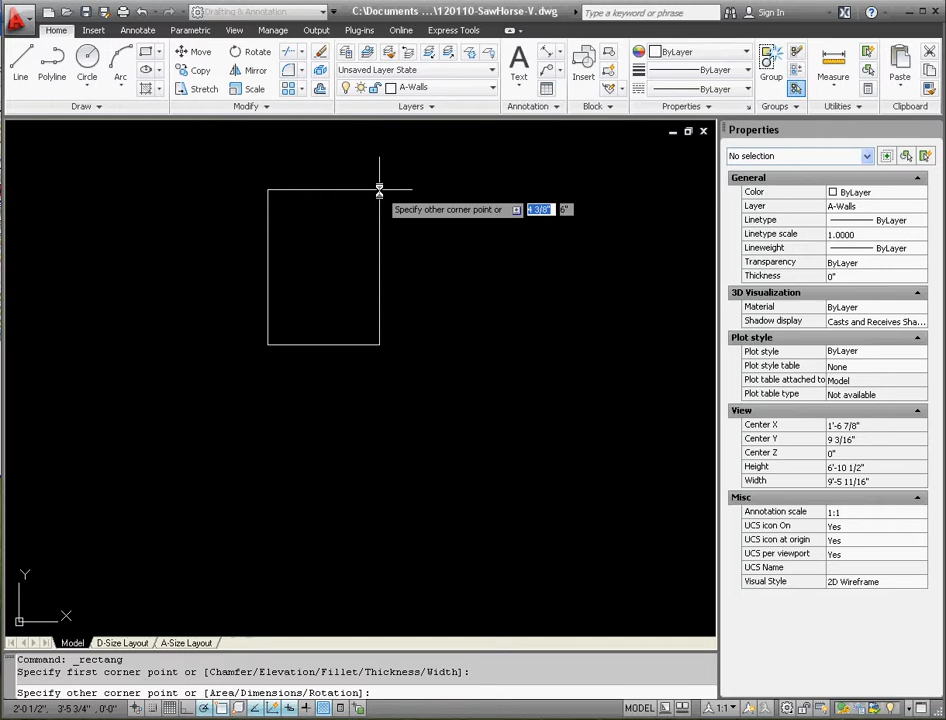 Drafting & Annotation
C:\Documents ...\120110-SawHorse-V.dwg
Type a keyword or phrase
Sign In
Home Insert Annotate Parametric View Manage Output Plug-ins Online Express Tools
Line
Polyline
Circle
Arc
Move
Rotate
Copy
Mirror
Stretch
Scale
Unsaved Layer State
A-Walls
Text
Insert
ByLayer
ByLayer
ByLayer
Group
Measure
Paste
Draw
Modify
Layers
Annotation
Block
Properties
Groups
Utilities
Clipboard
Specify other corner point or
4 3/8" 6"
Properties
No selection
General
Color ByLayer
Layer A-Walls
Linetype ByLayer
Linetype scale 1.0000
Lineweight ByLayer
Transparency ByLayer
Thickness 0"
3D Visualization
Material ByLayer
Shadow display Casts and Receives Sha...
Plot style
Plot style ByLayer
Plot style table None
Plot table attached to Model
Plot table type Not available
View
Center X 1'-6 7/8"
Center Y 9 3/16"
Center Z 0"
Height 6'-10 1/2"
Width 9'-5 11/16"
Misc
Annotation scale 1:1
UCS icon On Yes
UCS icon at origin Yes
UCS per viewport Yes
UCS Name
Visual Style 2D Wireframe
Y
X
Model D-Size Layout A-Size Layout
Command: _rectang
Specify first corner point or [Chamfer/Elevation/Fillet/Thickness/Width]:
Specify other corner point or [Area/Dimensions/Rotation]:
2'-0 1/2", 3'-5 3/4" , 0'-0"
MODEL
1:1